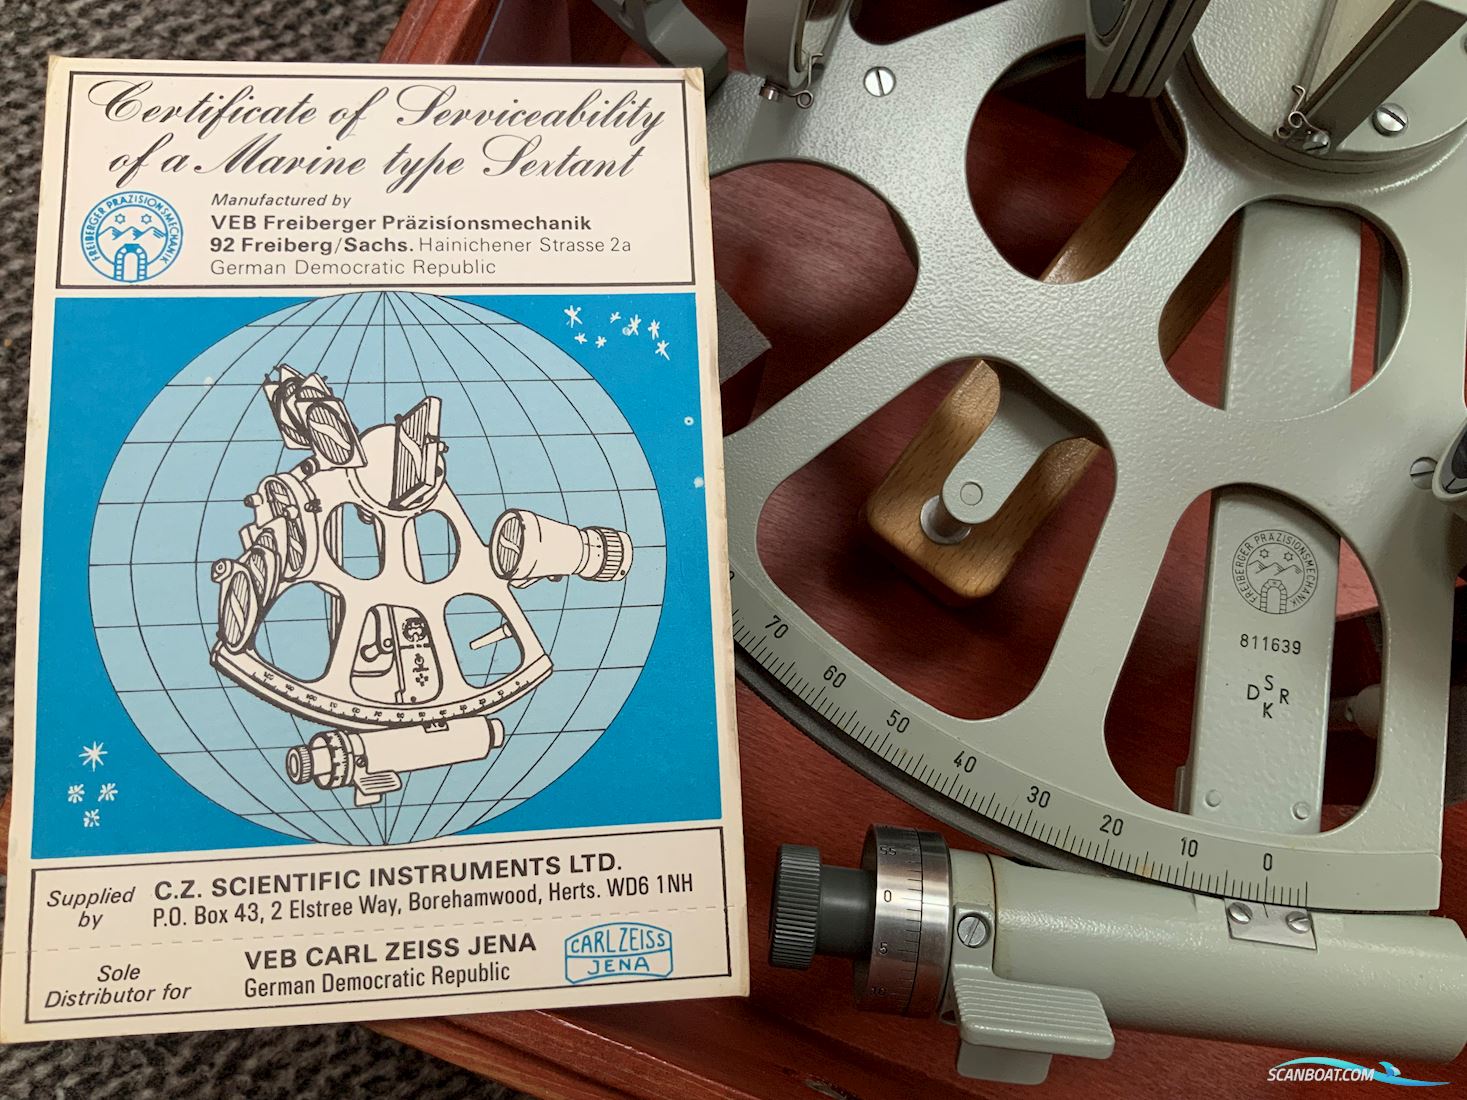 Certificate of Serviceability
of a Marine type Sextant
FREIBERGER PRÄZISIONSMECHANIK
Manufactured by
VEB Freiberger Präzisionsmechanik
92 Freiberg/Sachs. Hainichener Strasse 2a
German Democratic Republic
Supplied by
C.Z. SCIENTIFIC INSTRUMENTS LTD.
P.O. Box 43, 2 Elstree Way, Borehamwood, Herts. WD6 1NH
Sole Distributor for
VEB CARL ZEISS JENA
German Democratic Republic
CARL ZEISS
JENA
FREIBERGER PRÄZISIONSMECHANIK
811639
S
D R
K
70 60 50 40 30 20 10 0
55
0
5
10
SCANBOAT.COM